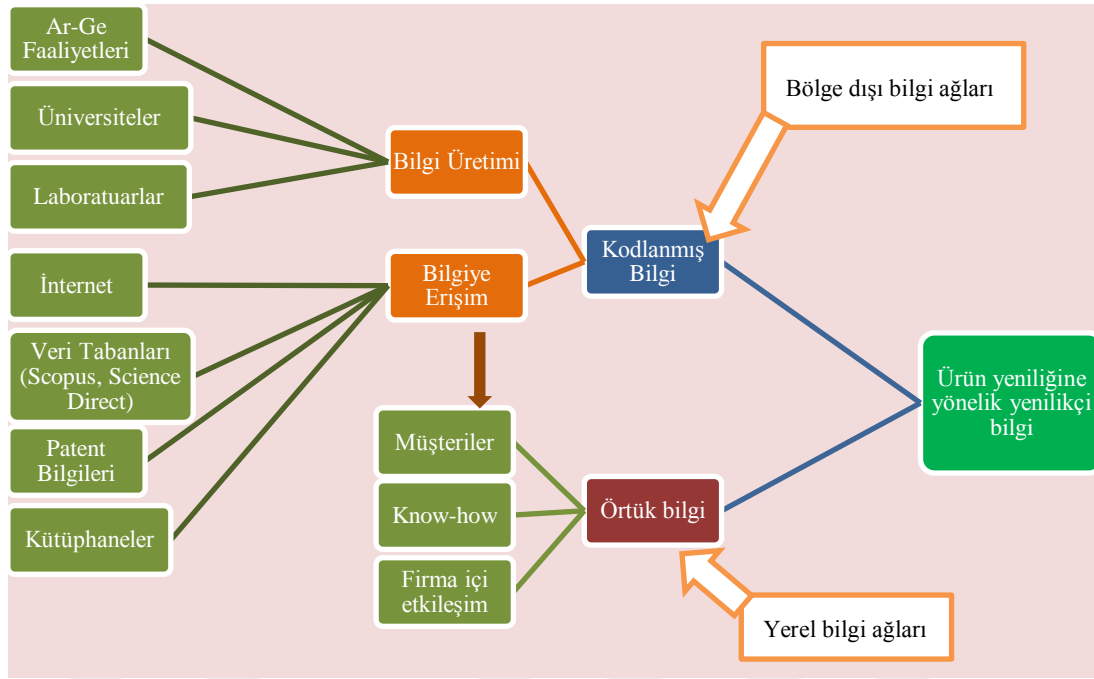 Ar-Ge
Faaliyetleri
Üniversiteler
Laboratuarlar
İnternet
Veri Tabanları
(Scopus, Science
Direct)
Patent
Bilgileri
Kütüphaneler
Bilgi Üretimi
Bilgiye
Erişim
Müşteriler
Know-how
Firma içi
etkileşim
Bölge dışı bilgi ağları
Kodlanmış
Bilgi
Örtük bilgi
Yerel bilgi ağları
Ürün yeniliğine
yönelik yenilikçi
bilgi